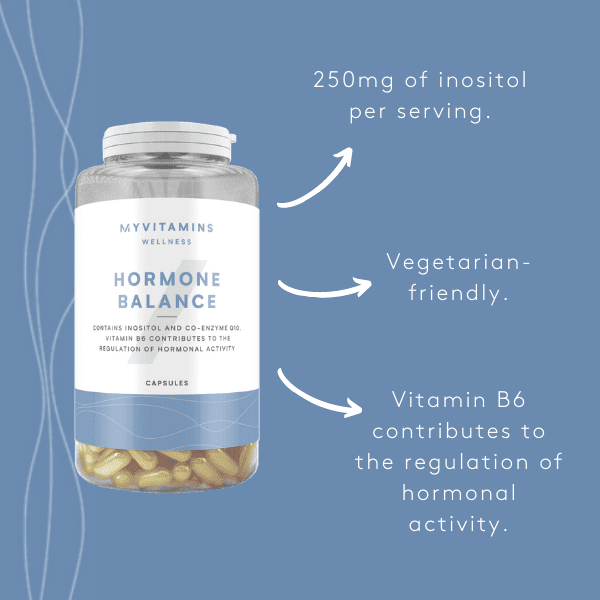 MYVITAMINS
WELLNESS
HORMONE
BALANCE
CONTAINS INOSITOL AND CO-ENZYME Q10.
VITAMIN B6 CONTRIBUTES TO THE
REGULATION OF HORMONAL ACTIVITY
CAPSULES
250mg of inositol
per serving.
Vegetarian-
friendly.
Vitamin B6
contributes to
the regulation of
hormonal
activity.